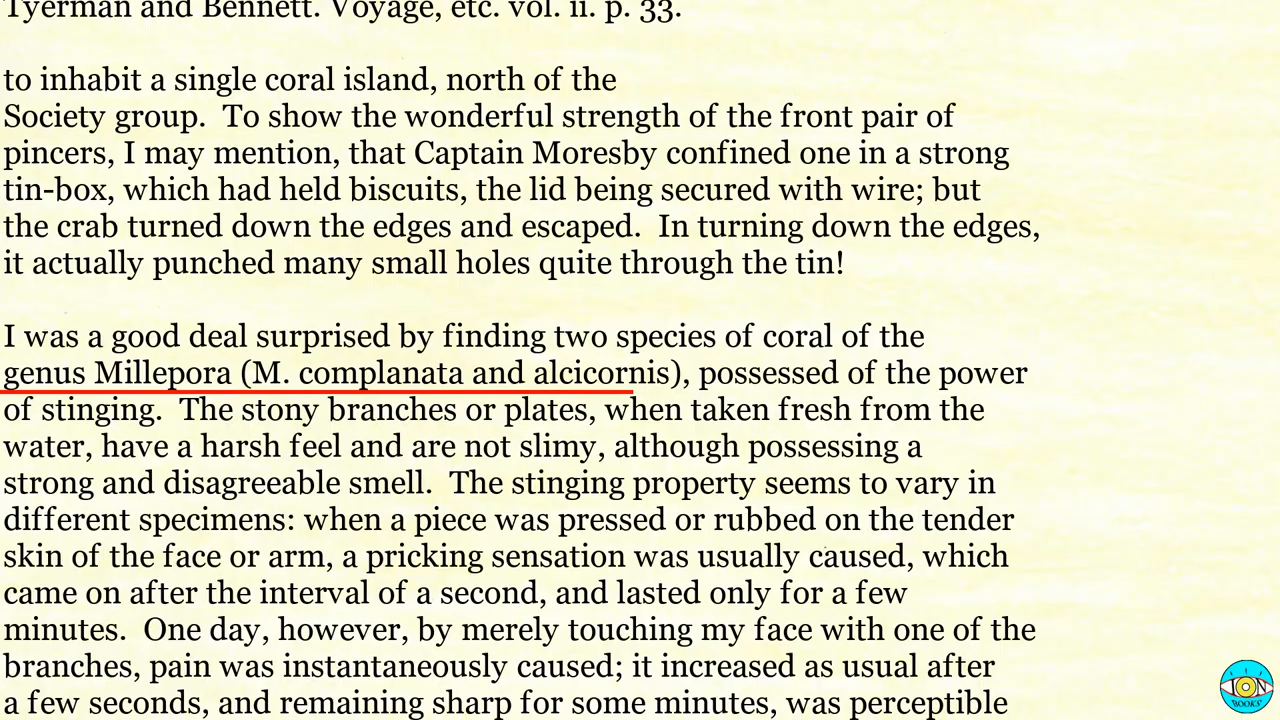 Tyerman and Bennett. Voyage, etc. vol. ii. p. 33.
to inhabit a single coral island, north of the
Society group.  To show the wonderful strength of the front pair of
pincers, I may mention, that Captain Moresby confined one in a strong
tin-box, which had held biscuits, the lid being secured with wire; but
the crab turned down the edges and escaped.  In turning down the edges,
it actually punched many small holes quite through the tin!
I was a good deal surprised by finding two species of coral of the
genus Millepora (M. complanata and alcicornis), possessed of the power
of stinging.  The stony branches or plates, when taken fresh from the
water, have a harsh feel and are not slimy, although possessing a
strong and disagreeable smell.  The stinging property seems to vary in
different specimens: when a piece was pressed or rubbed on the tender
skin of the face or arm, a pricking sensation was usually caused, which
came on after the interval of a second, and lasted only for a few
minutes.  One day, however, by merely touching my face with one of the
branches, pain was instantaneously caused; it increased as usual after
a few seconds, and remaining sharp for some minutes, was perceptible
ION
BOOKS